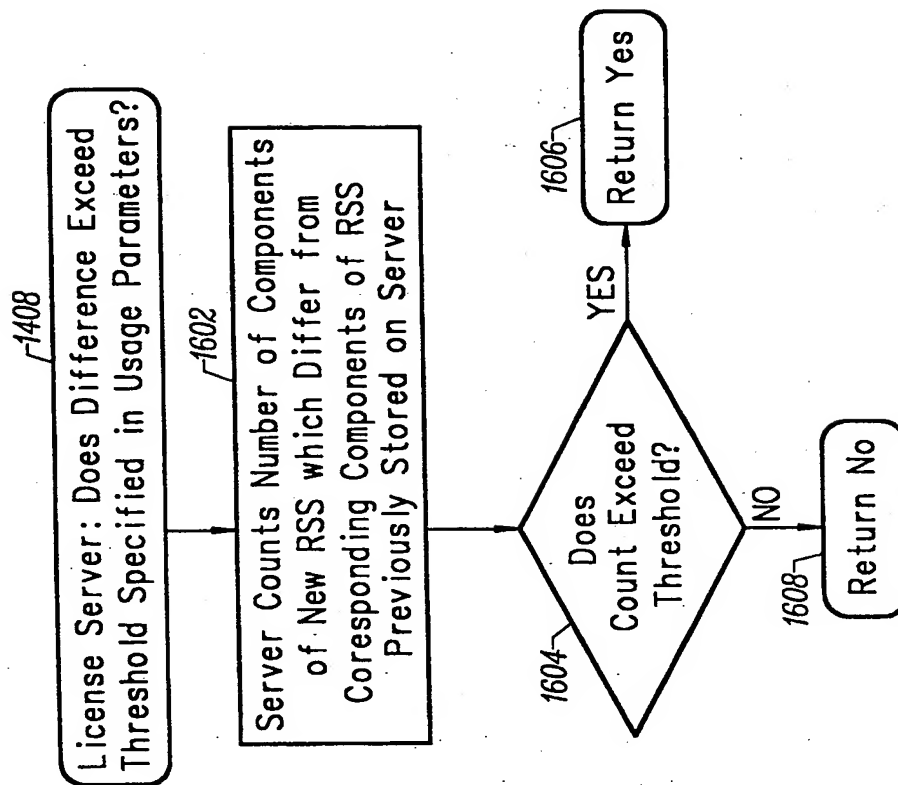 1408
License Server: Does Difference Exceed
Threshold Specified in Usage Parameters?
1602
Server Counts Number of Components
of New RSS which Differ from
Coresponding Components of RSS
Previously Stored on Server
1604
Does
Count Exceed
Threshold?
YES
1606
Return Yes
NO
1608
Return No